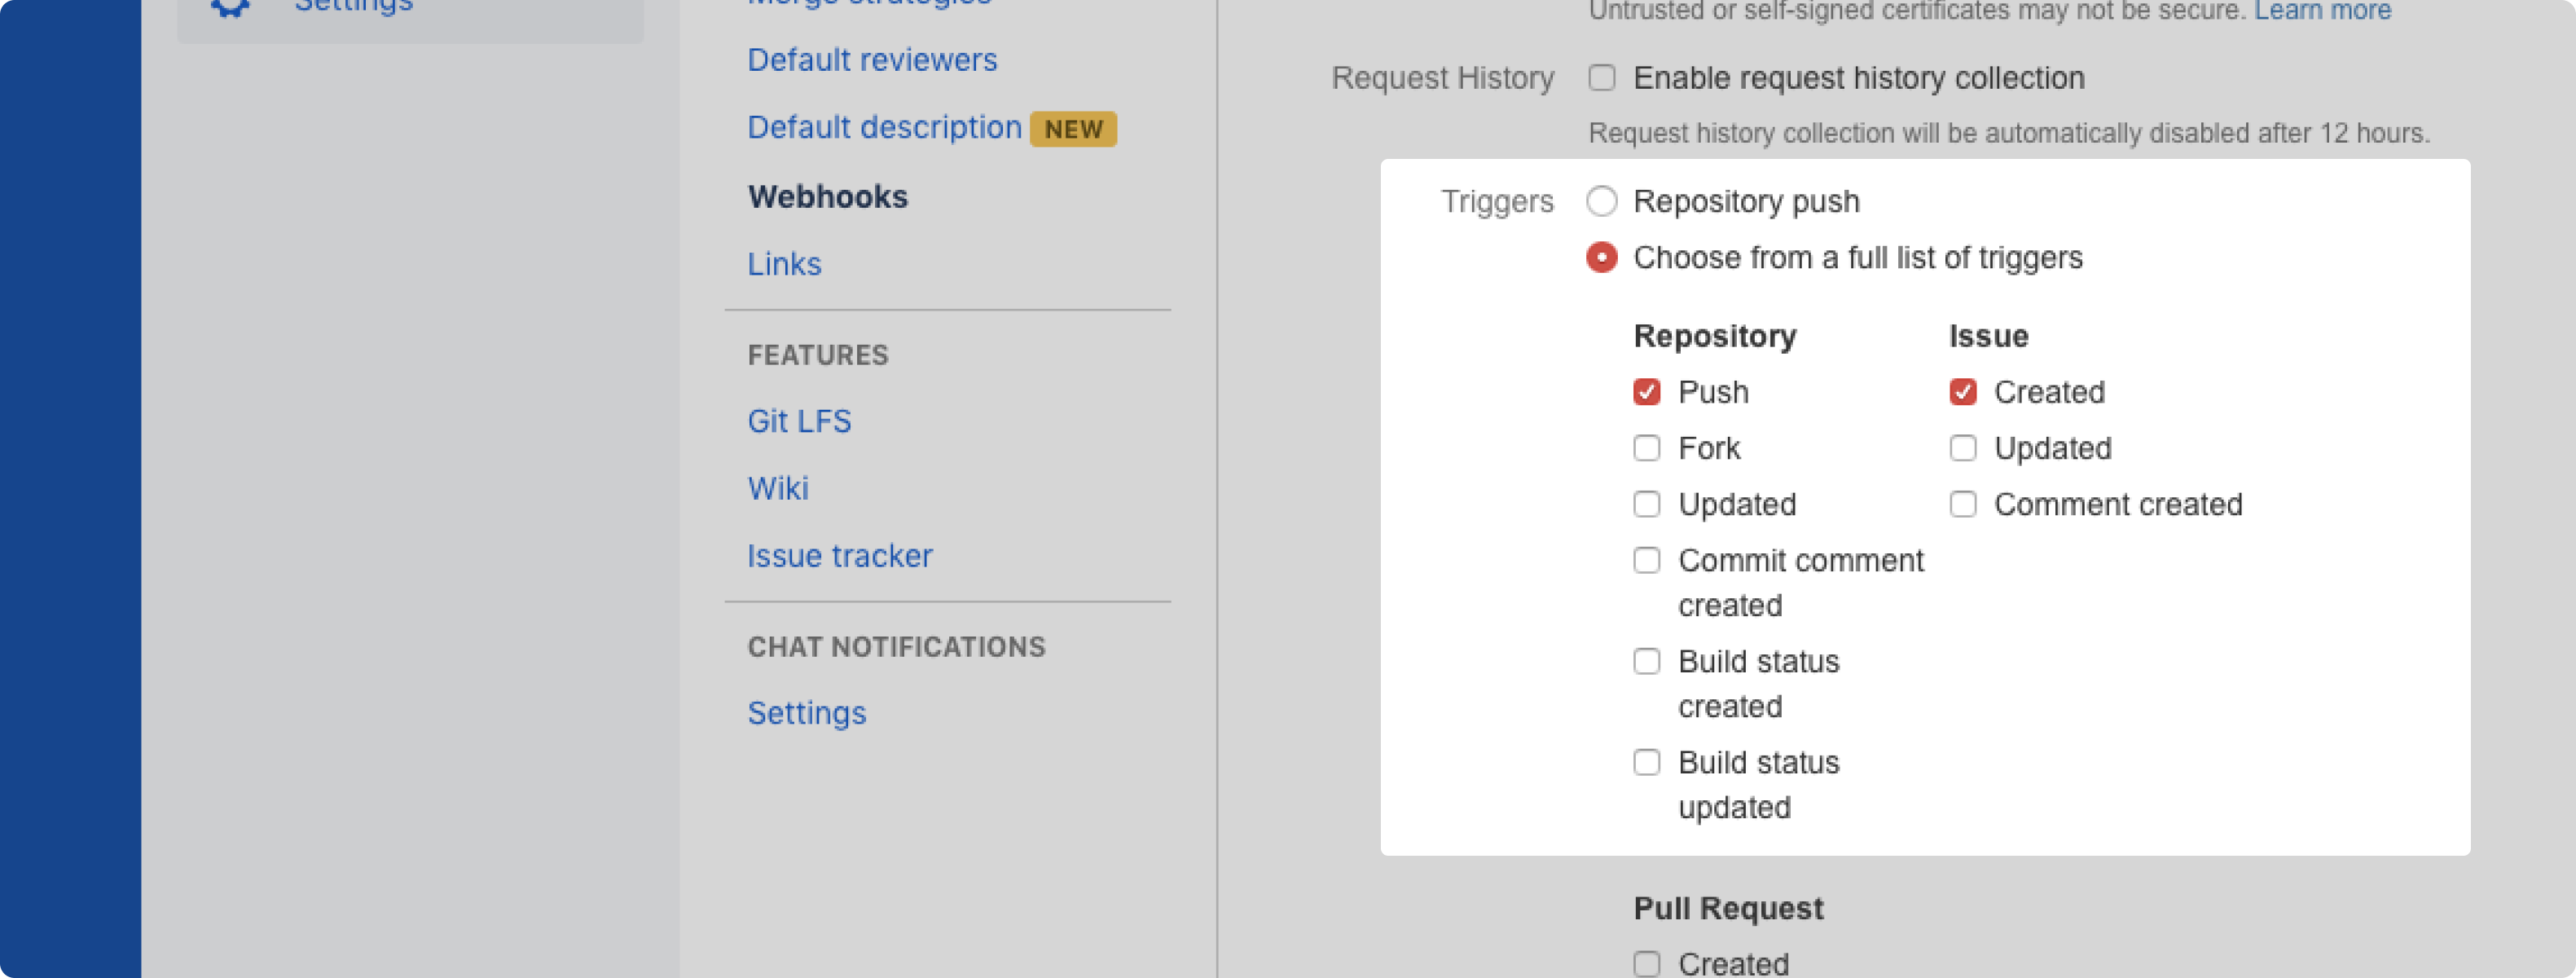 Settings
Merge strategies
Default reviewers
Default description NEW
Webhooks
Links
FEATURES
Git LFS
Wiki
Issue tracker
CHAT NOTIFICATIONS
Settings
Untrusted or self-signed certificates may not be secure. Learn more
Request History Enable request history collection
Request history collection will be automatically disabled after 12 hours.
Triggers Repository push
Choose from a full list of triggers
Repository
Push
Fork
Updated
Commit comment
created
Build status
created
Build status
updated
Issue
Created
Updated
Comment created
Pull Request
Created